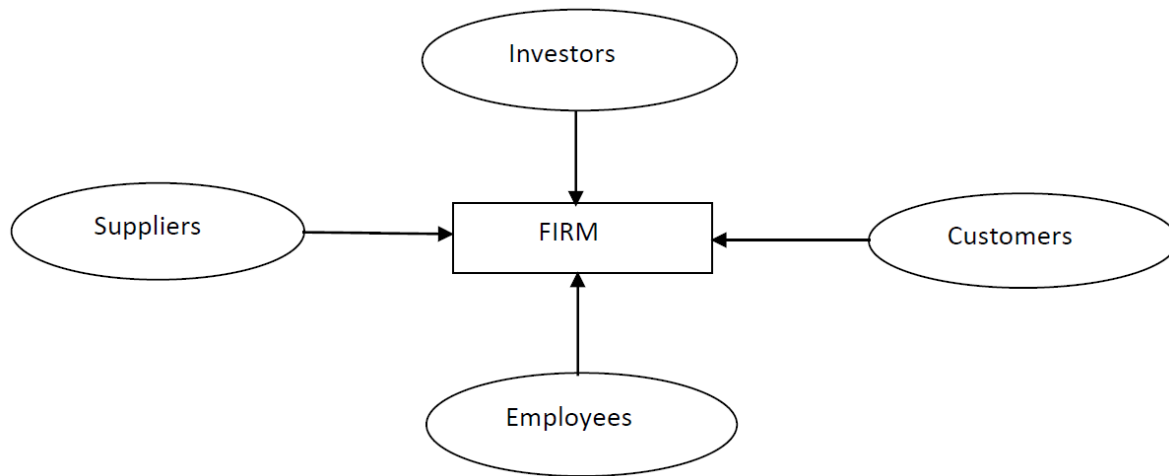 Investors
Suppliers
FIRM
Customers
Employees